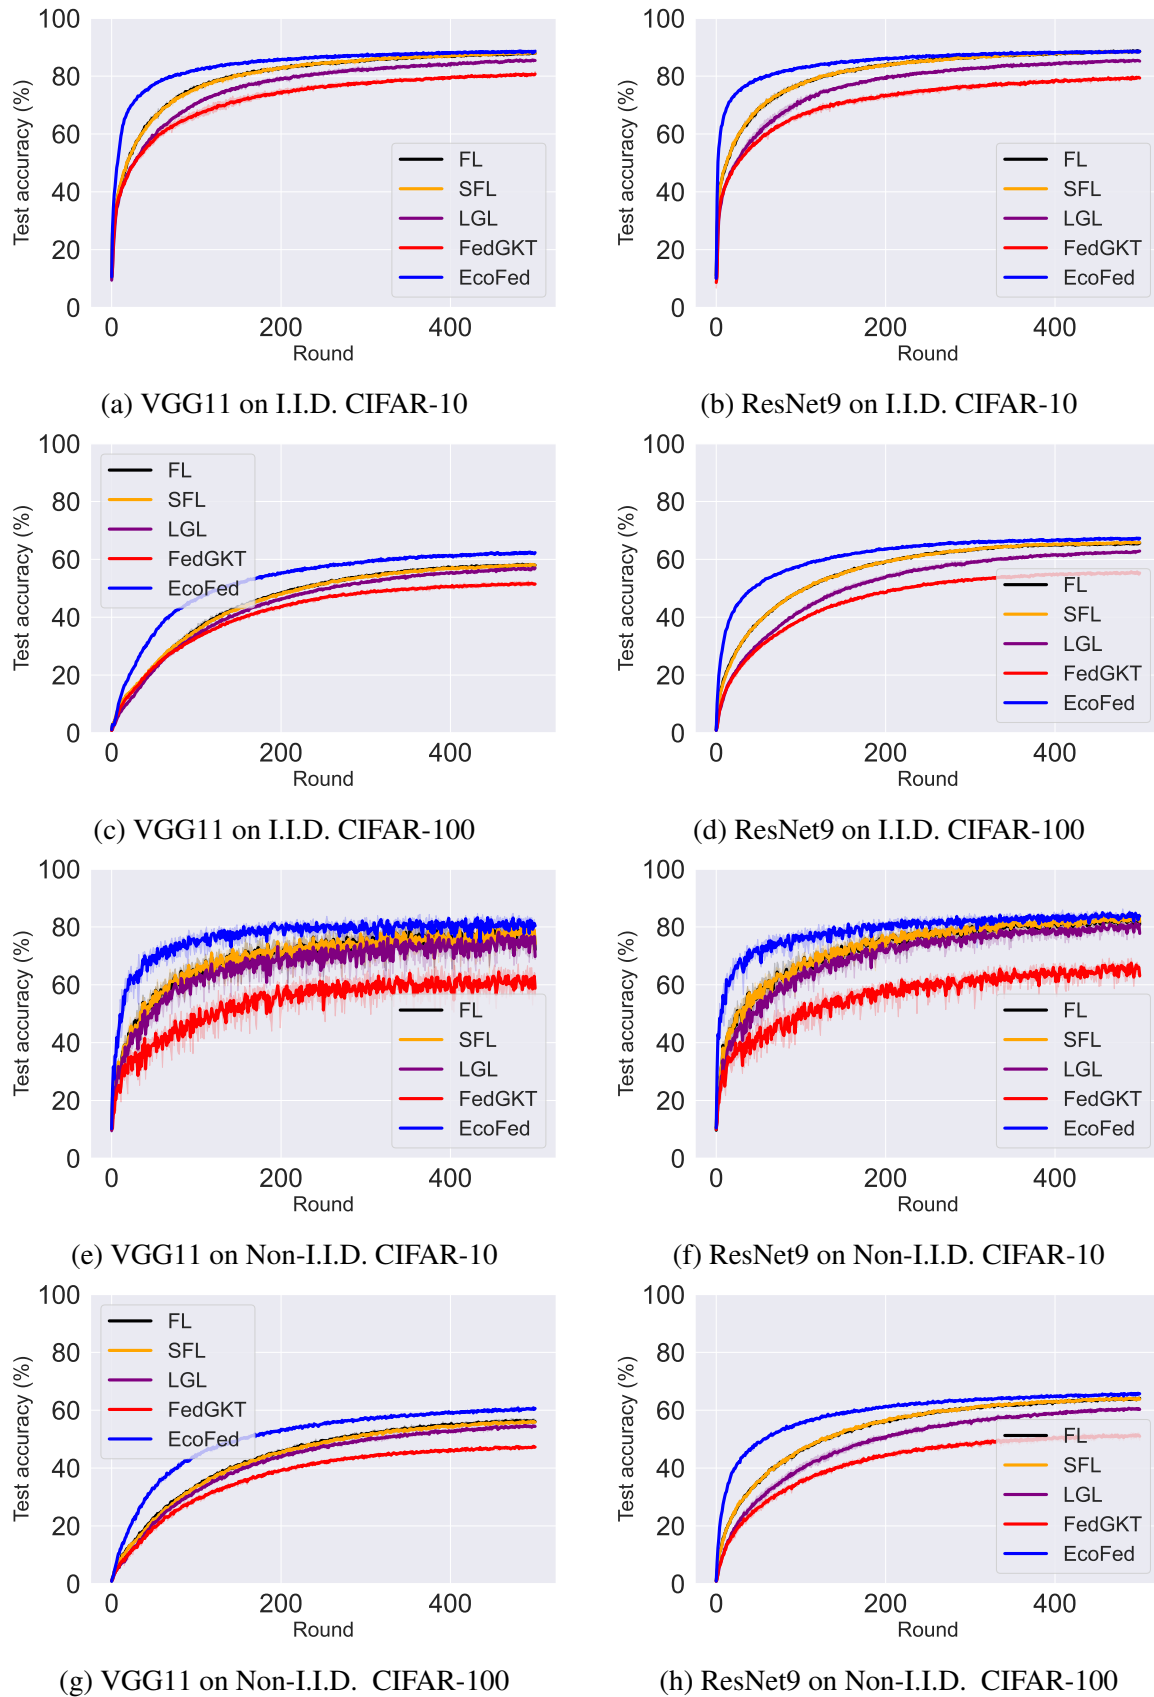 100
80
60
40
20
0
Test accuracy (%)
FL
SFL
LGL
FedGKT
EcoFed
0 200 400
Round
(a) VGG11 on I.I.D. CIFAR-10
100
80
60
40
20
0
Test accuracy (%)
FL
SFL
LGL
FedGKT
EcoFed
0 200 400
Round
(b) ResNet9 on I.I.D. CIFAR-10
100
80
60
40
20
0
Test accuracy (%)
FL
SFL
LGL
FedGKT
EcoFed
0 200 400
Round
(c) VGG11 on I.I.D. CIFAR-100
100
80
60
40
20
0
Test accuracy (%)
FL
SFL
LGL
FedGKT
EcoFed
0 200 400
Round
(d) ResNet9 on I.I.D. CIFAR-100
100
80
60
40
20
0
Test accuracy (%)
FL
SFL
LGL
FedGKT
EcoFed
0 200 400
Round
(e) VGG11 on Non-I.I.D. CIFAR-10
100
80
60
40
20
0
Test accuracy (%)
FL
SFL
LGL
FedGKT
EcoFed
0 200 400
Round
(f) ResNet9 on Non-I.I.D. CIFAR-10
100
80
60
40
20
0
Test accuracy (%)
FL
SFL
LGL
FedGKT
EcoFed
0 200 400
Round
(g) VGG11 on Non-I.I.D. CIFAR-100
100
80
60
40
20
0
Test accuracy (%)
FL
SFL
LGL
FedGKT
EcoFed
0 200 400
Round
(h) ResNet9 on Non-I.I.D. CIFAR-100